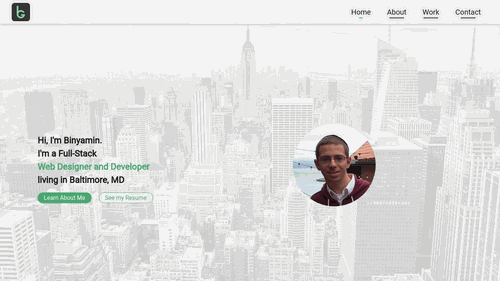 Home About Work Contact
Hi, I'm Binyamin.
I'm a Full-Stack
Web Designer and Developer
living in Baltimore, MD
Learn About Me See my Resume